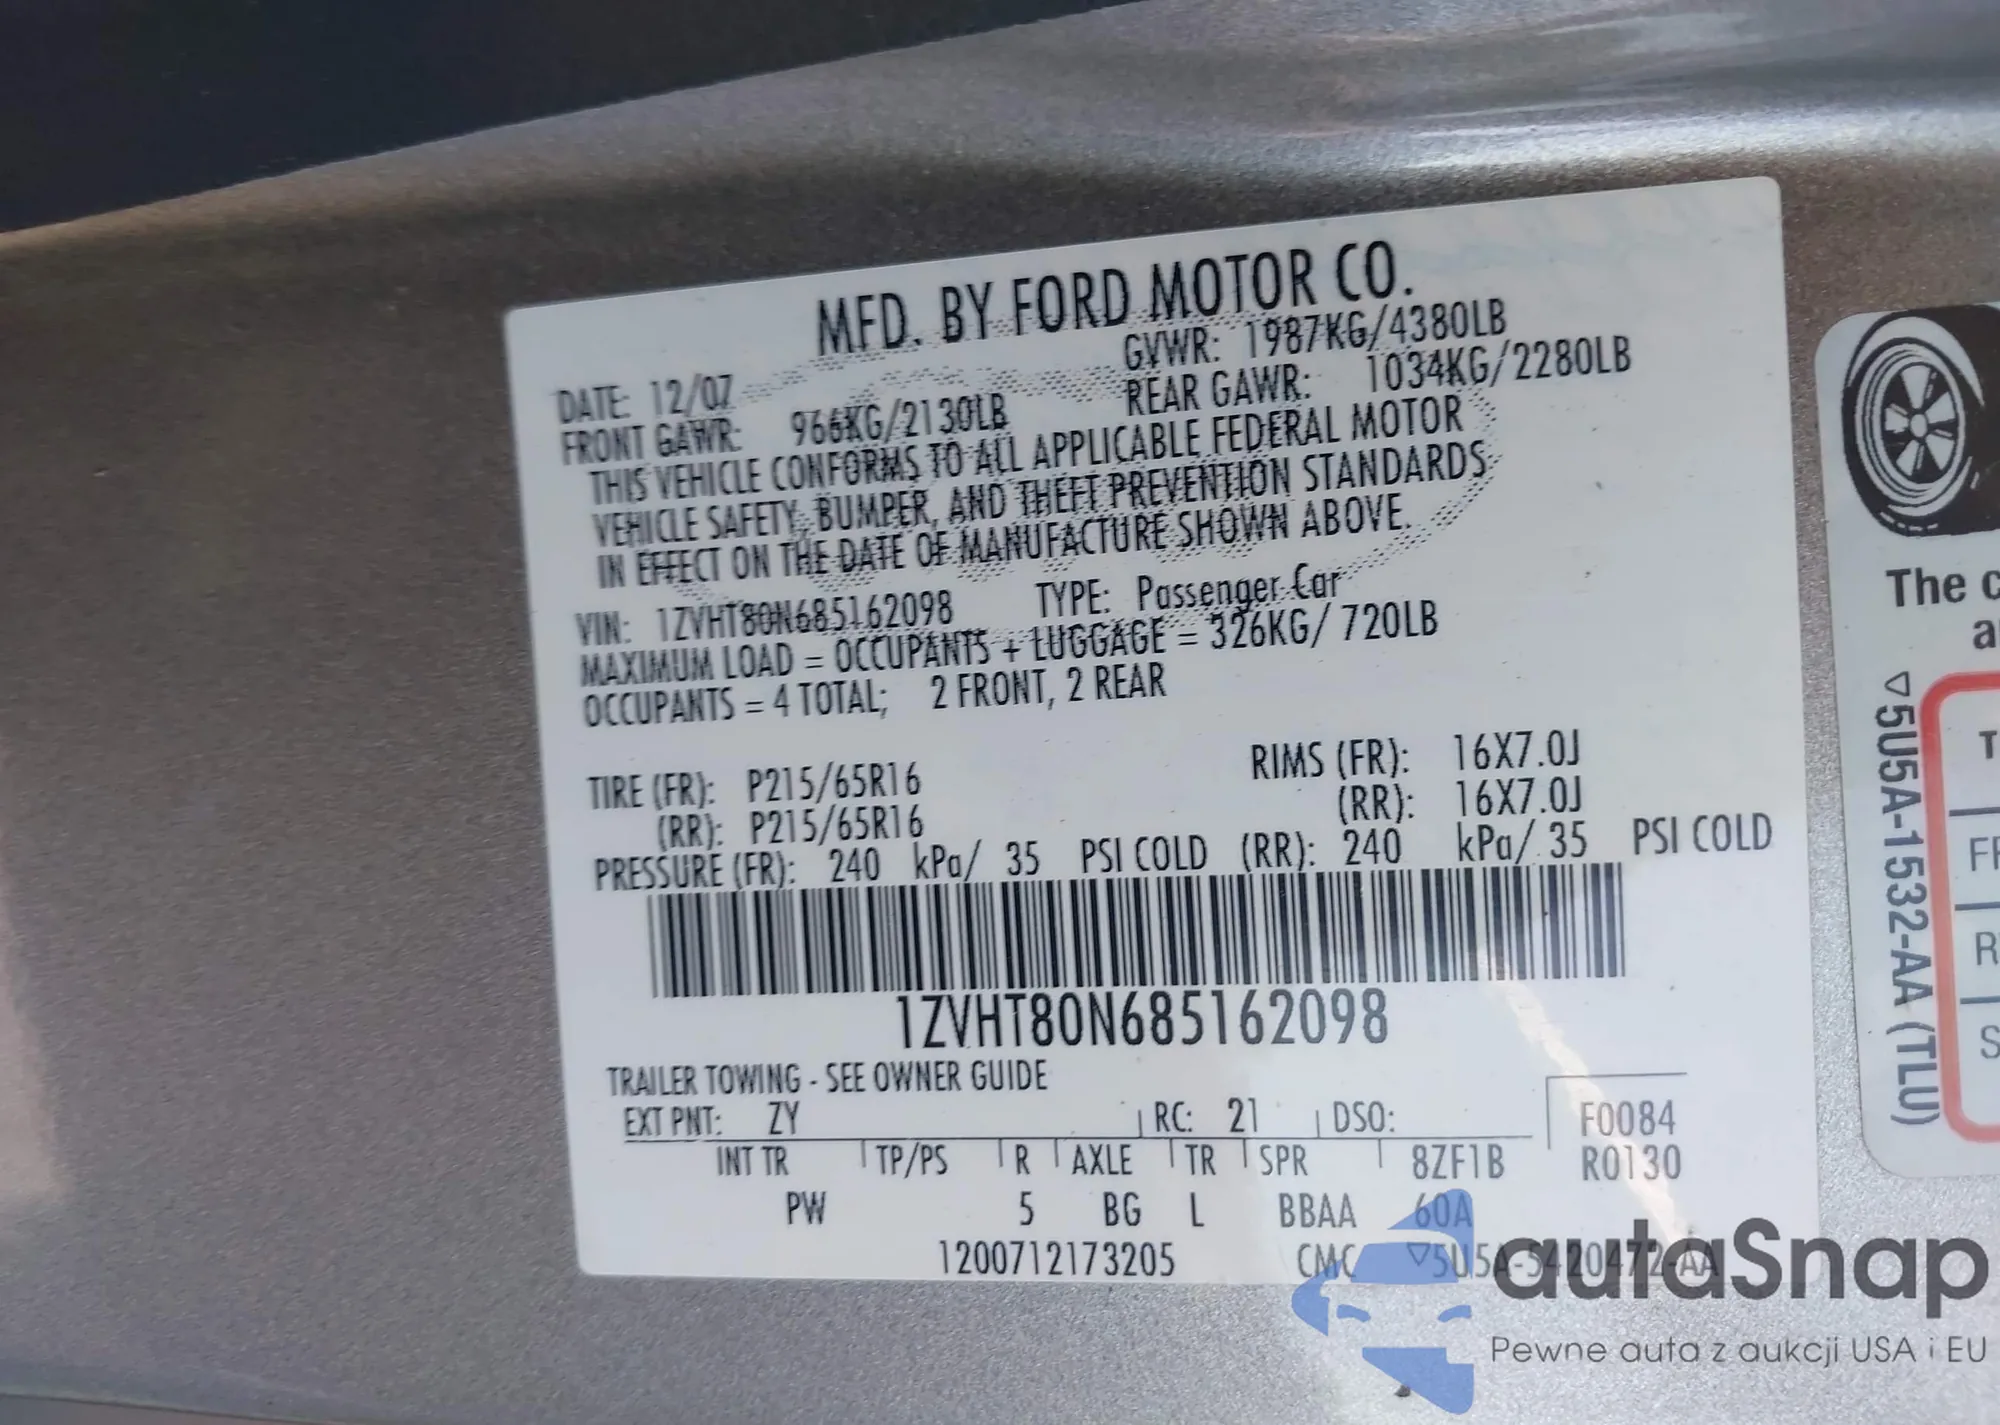 MFD. BY FORD MOTOR CO.
DATE: 12/07 GVWR: 1987KG/4380LB
FRONT GAWR: 966KG/2130LB REAR GAWR: 1034KG/2280LB
THIS VEHICLE CONFORMS TO ALL APPLICABLE FEDERAL MOTOR
VEHICLE SAFETY, BUMPER, AND THEFT PREVENTION STANDARDS
IN EFFECT ON THE DATE OF MANUFACTURE SHOWN ABOVE.
VIN: 1ZVHT80N685162098 TYPE: Passenger Car
MAXIMUM LOAD = OCCUPANTS + LUGGAGE = 326KG/ 720LB
OCCUPANTS = 4 TOTAL; 2 FRONT, 2 REAR
TIRE (FR): P215/65R16 RIMS (FR): 16X7.0J
(RR): P215/65R16 (RR): 16X7.0J
PRESSURE (FR): 240 kPa/ 35 PSI COLD (RR): 240 kPa/ 35 PSI COLD
1ZVHT80N685162098
TRAILER TOWING - SEE OWNER GUIDE
EXT PNT: ZY RC: 21 DSO: F0084
INT TR TP/PS R AXLE TR SPR 8ZF1B R0130
PW 5 BG L BBAA 60A
1200712173205 CMC ▽5U5A-5420472-AA
The c
a
▽5U5A-1532-AA (TLU)
T
F
R
S
autaSnap
Pewne auta z aukcji USA i EU